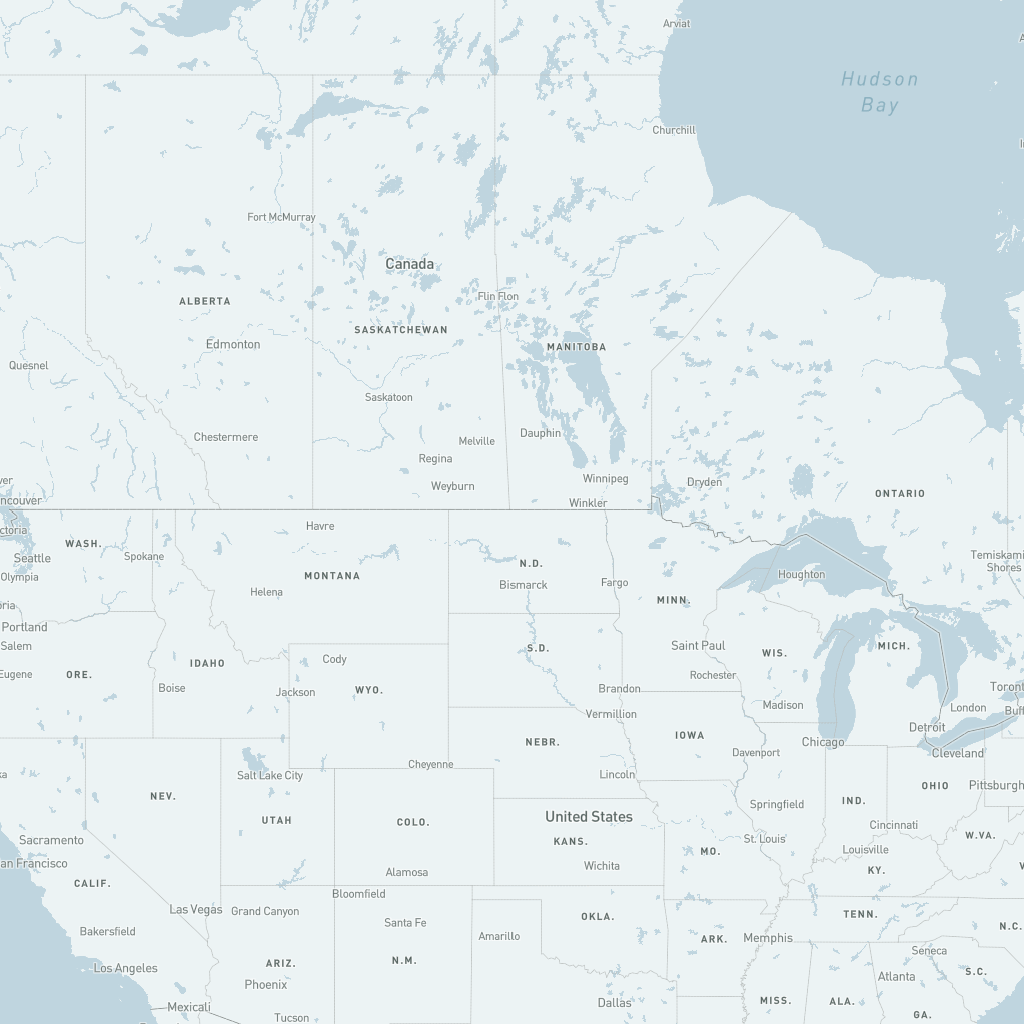 Arviat
Hudson
Bay
Churchill
Fort McMurray
Canada
Flin Flon
ALBERTA
SASKATCHEWAN
Edmonton
MANITOBA
Quesnel
Saskatoon
Chestermere
Melville
Dauphin
Regina
Weyburn
Winnipeg
Dryden
ONTARIO
ver
ncouver
Winkler
ctoria
Havre
WASH.
Seattle
Spokane
Olympia
MONTANA
N.D.
Bismarck
Fargo
Houghton
Temiskami
Shores
Helena
MINN.
ria
Portland
Salem
Saint Paul
WIS.
MICH.
S.D.
Cody
IDAHO
Eugene
ORE.
Boise
Jackson
WYO.
Rochester
Brandon
Toront
London
Buff
Madison
Vermillion
Detroit
IOWA
NEBR.
Chicago
Davenport
Cleveland
Cheyenne
Salt Lake City
Lincoln
ka
NEV.
OHIO
Pittsburgh
IND.
Springfield
UTAH
COLO.
United States
KANS.
Cincinnati
W.VA.
Sacramento
St. Louis
Louisville
MO.
an Francisco
Wichita
KY.
V
CALIF.
Alamosa
Bloomfield
Las Vegas
Grand Canyon
Santa Fe
OKLA.
TENN.
N.C.
Bakersfield
Amarillo
ARK.
Memphis
Seneca
Los Angeles
ARIZ.
N.M.
S.C.
Atlanta
Phoenix
Mexicali
Dallas
MISS.
ALA.
GA.
Tucson